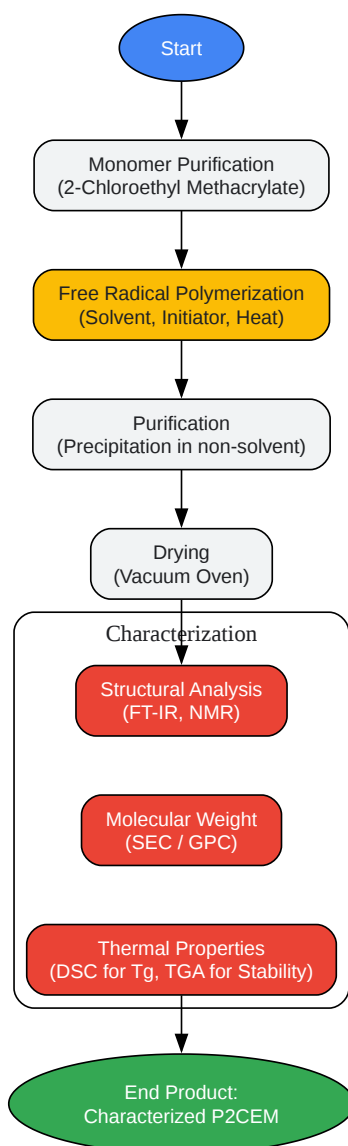 Start
Monomer Purification
(2-Chloroethyl Methacrylate)
Free Radical Polymerization
(Solvent, Initiator, Heat)
Purification
(Precipitation in non-solvent)
Drying
(Vacuum Oven)
Characterization
Structural Analysis
(FT-IR, NMR)
Molecular Weight
(SEC / GPC)
Thermal Properties
(DSC for Tg, TGA for Stability)
End Product:
Characterized P2CEM